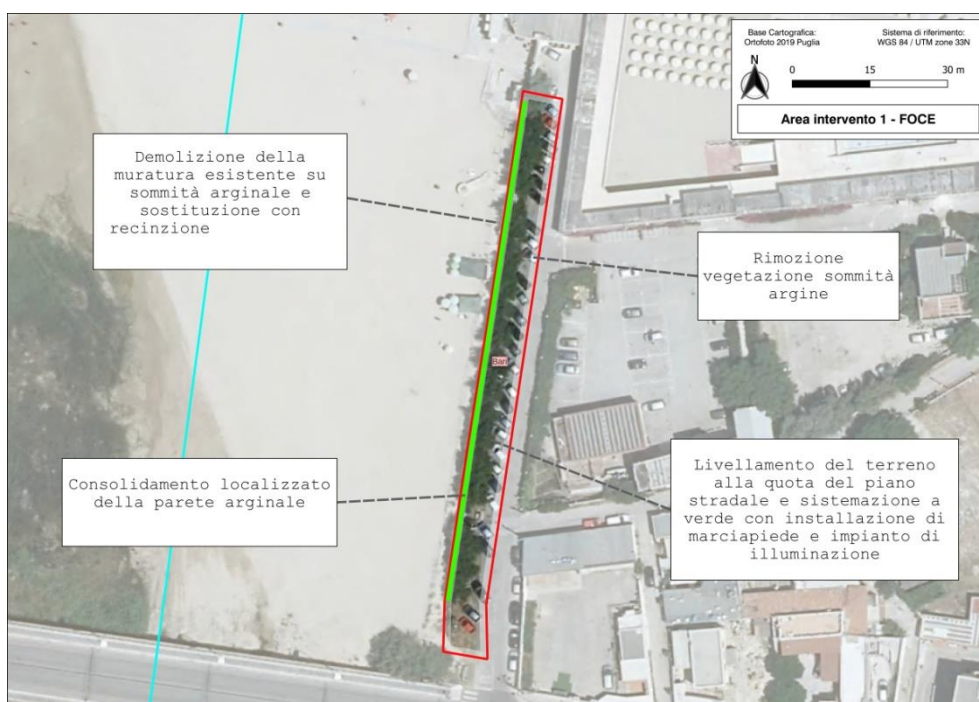 Base Cartografica:
Ortofoto 2019 Puglia
Sistema di riferimento:
WGS 84 / UTM zone 33N
N
0 15 30 m
Area intervento 1 - FOCE
Demolizione della
muratura esistente su
sommità arginale e
sostituzione con
recinzione
Rimozione
vegetazione sommità
argine
Bari
Consolidamento localizzato
della parete arginale
Livellamento del terreno
alla quota del piano
stradale e sistemazione a
verde con installazione di
marciapiede e impianto di
illuminazione